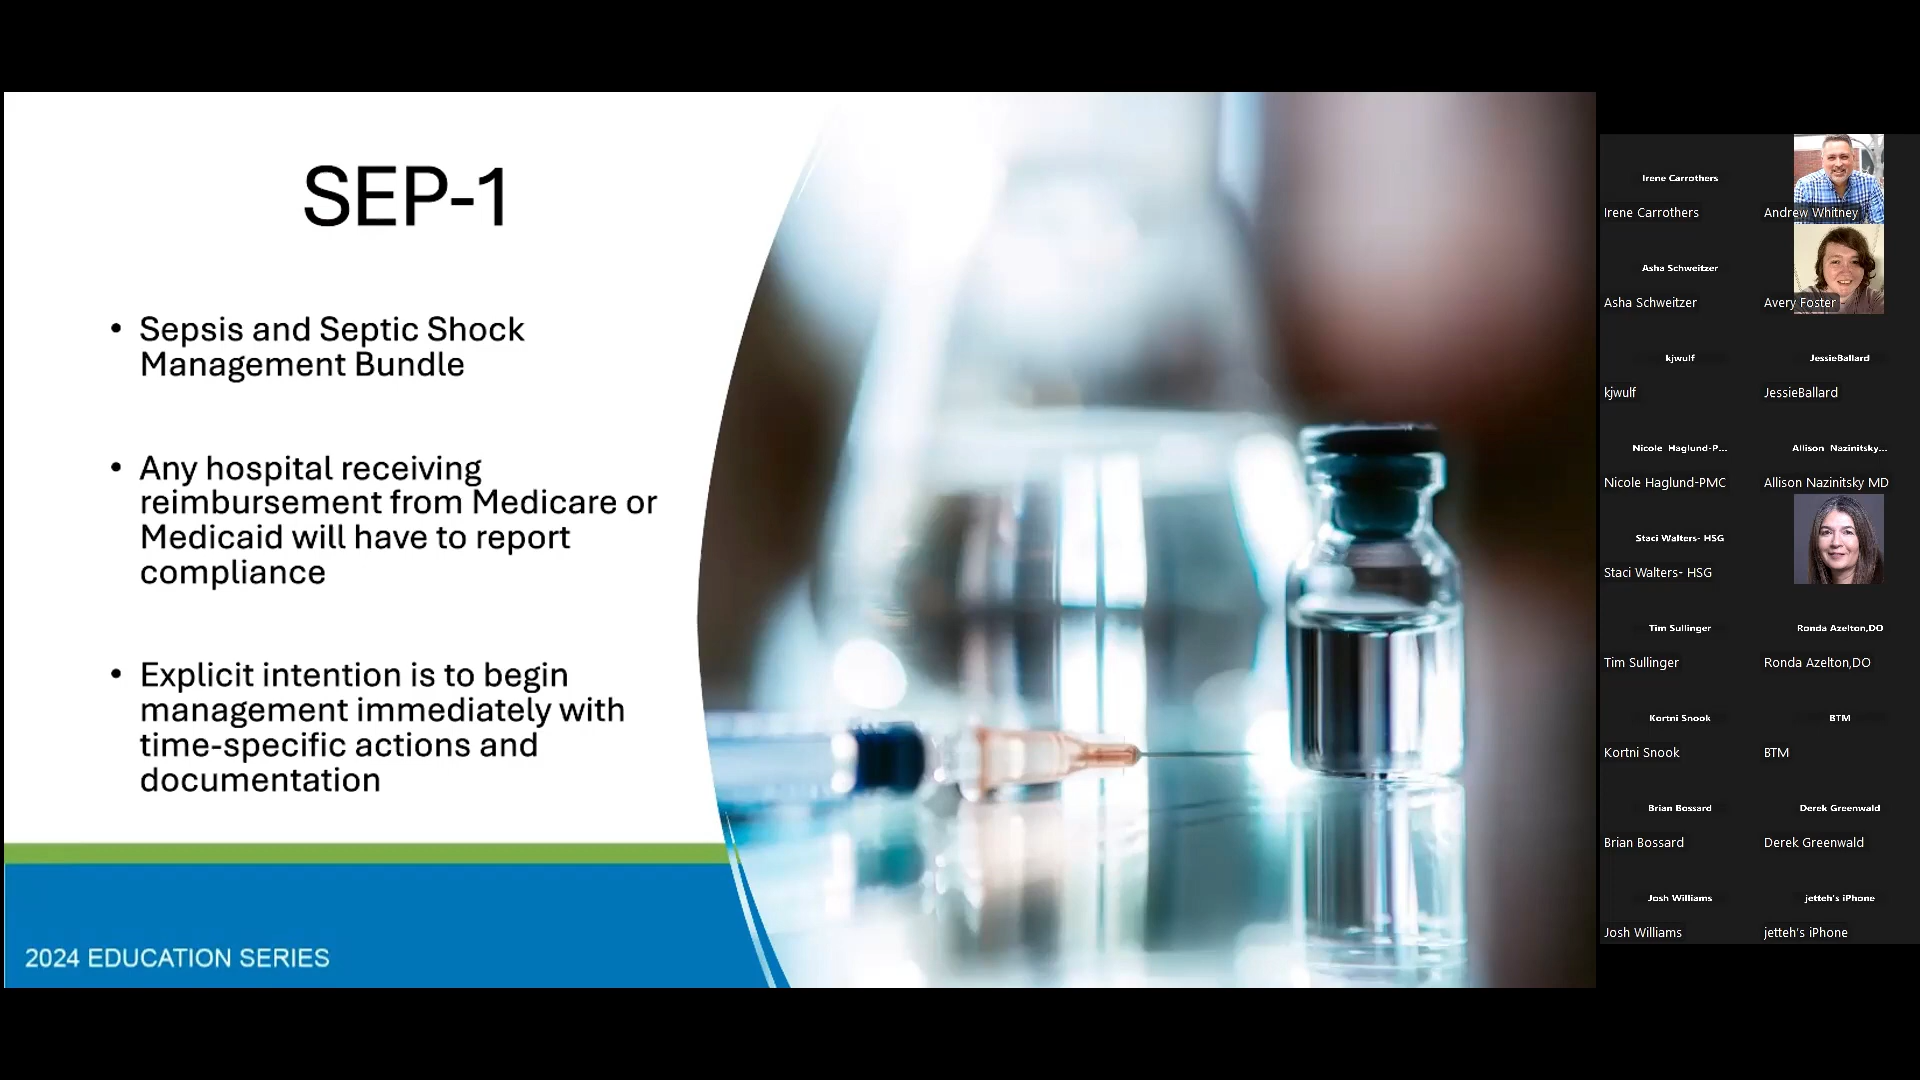 SEP-1
• Sepsis and Septic Shock
Management Bundle
• Any hospital receiving
reimbursement from Medicare or
Medicaid will have to report
compliance
• Explicit intention is to begin
management immediately with
time-specific actions and
documentation
2024 EDUCATION SERIES
Irene Carrothers
Irene Carrothers
Andrew Whitney
Asha Schweitzer
Asha Schweitzer
Avery Foster
kjwulf
kjwulf
JessieBallard
JessieBallard
Nicole Haglund-P...
Nicole Haglund-PMC
Allison Nazinitsky...
Allison Nazinitsky MD
Staci Walters- HSG
Staci Walters- HSG
Tim Sullinger
Tim Sullinger
Ronda Azelton,DO
Ronda Azelton,DO
Kortni Snook
Kortni Snook
BTM
BTM
Brian Bossard
Brian Bossard
Derek Greenwald
Derek Greenwald
Josh Williams
Josh Williams
jetteh's iPhone
jetteh's iPhone